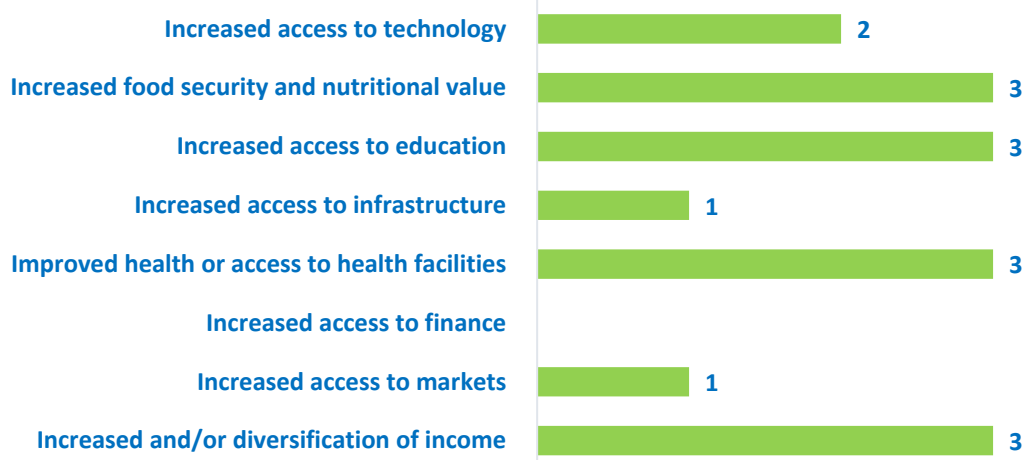 Increased access to technology 2
Increased food security and nutritional value 3
Increased access to education 3
Increased access to infrastructure 1
Improved health or access to health facilities 3
Increased access to finance
Increased access to markets 1
Increased and/or diversification of income 3